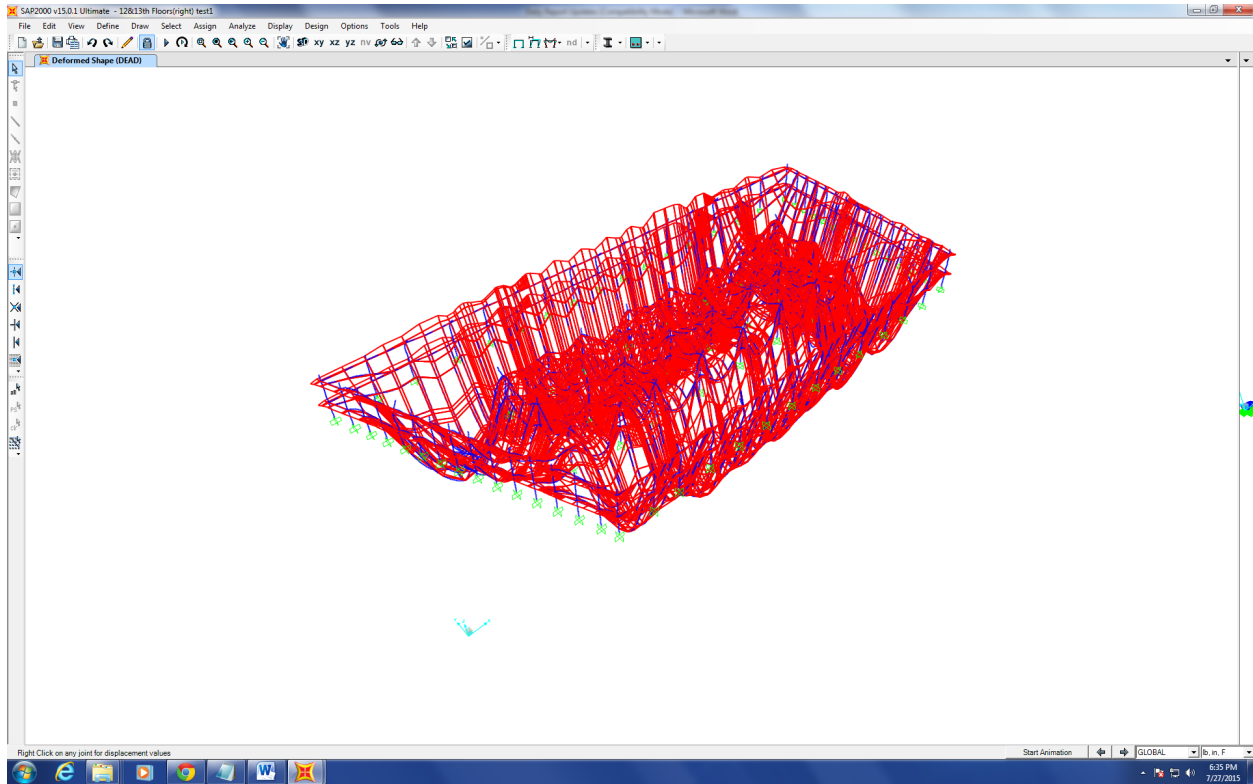 SAP2000 v15.0.1 Ultimate - 12&13th Floors(right) test1
File Edit View Define Draw Select Assign Analyze Display Design Options Tools Help
xy xz yz nv nd
Deformed Shape (DEAD)
Right Click on any joint for displacement values
Start Animation
GLOBAL
lb, in, F
6:35 PM
7/27/2015